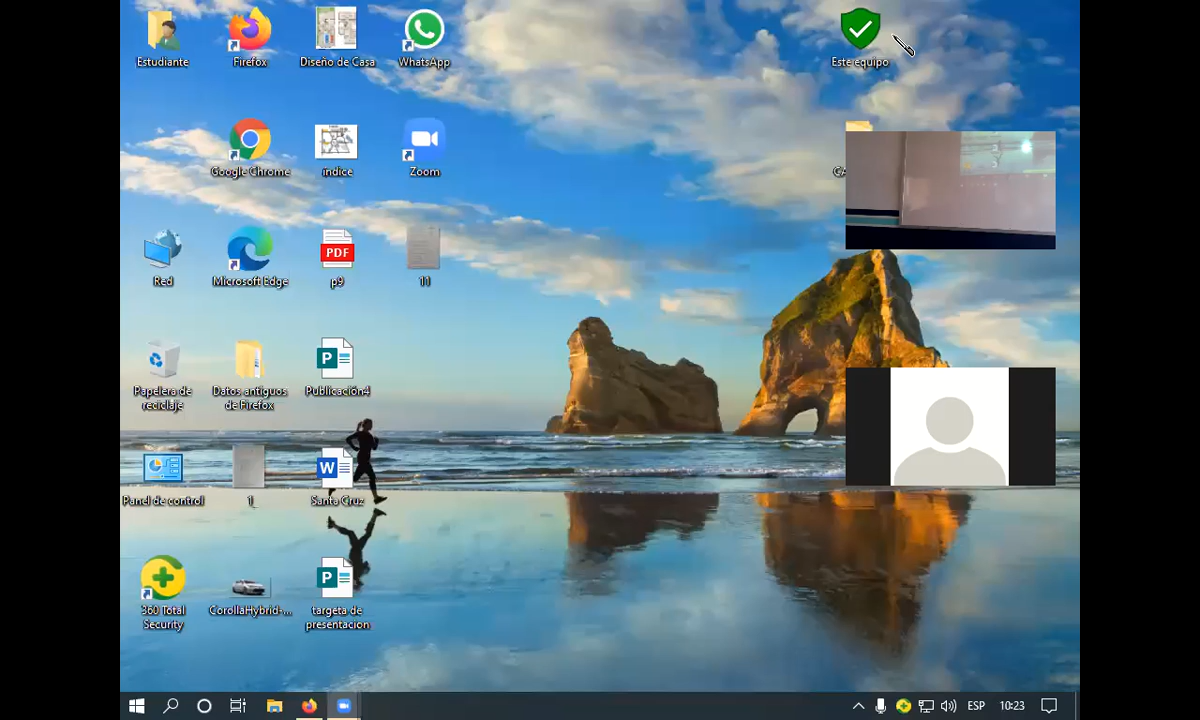 Estudiante
Firefox
Diseño de Casa
WhatsApp
Este equipo
Google Chrome
indice
Zoom
Red
Microsoft Edge
PDF
p9
11
Papelera de
reciclaje
Datos antiguos
de Firefox
P
Publicación4
Panel de control
1
W
Santa Cruz
360 Total
Security
CorollaHybrid-...
P
targeta de
presentacion
ESP
10:23